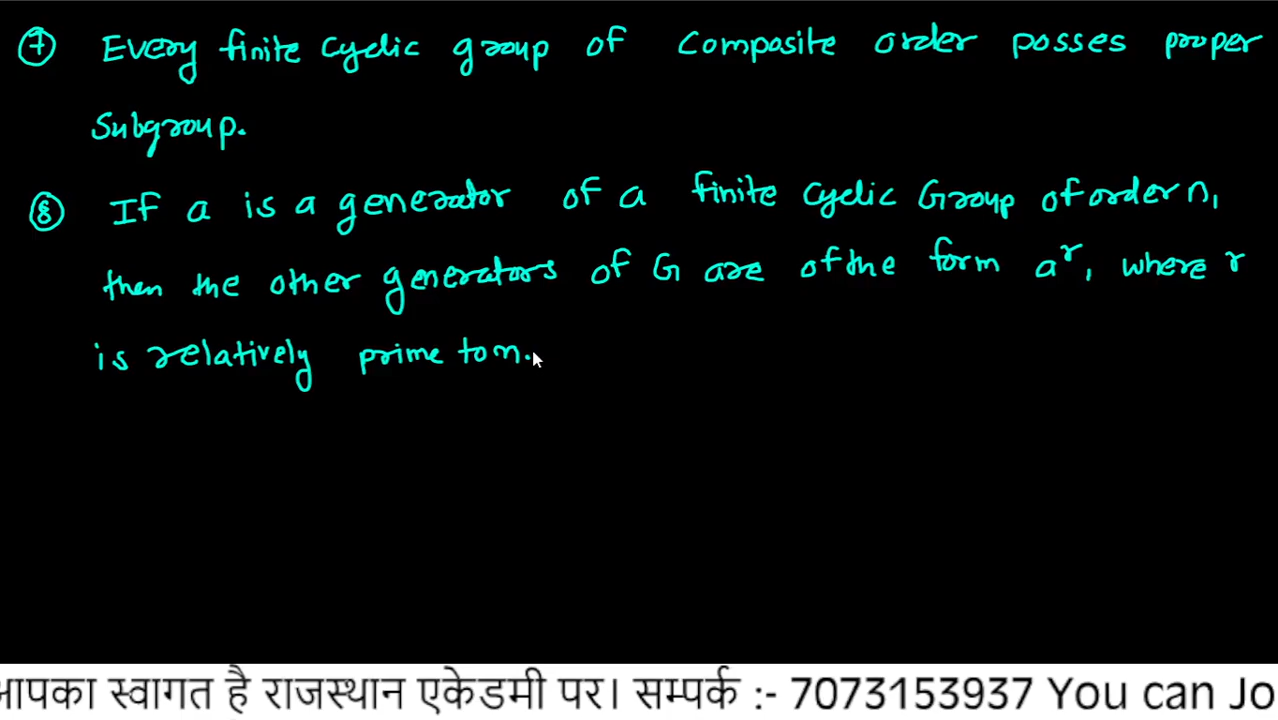 ⑦ Every finite cyclic group of composite order posses proper
Subgroup.
⑧ If a is a generator of a finite cyclic Group of order n,
then the other generators of G are of the form aʳ, where r
is relatively prime to n.
आपका स्वागत है राजस्थान एकेडमी पर। सम्पर्क :- 7073153937 You can Jo